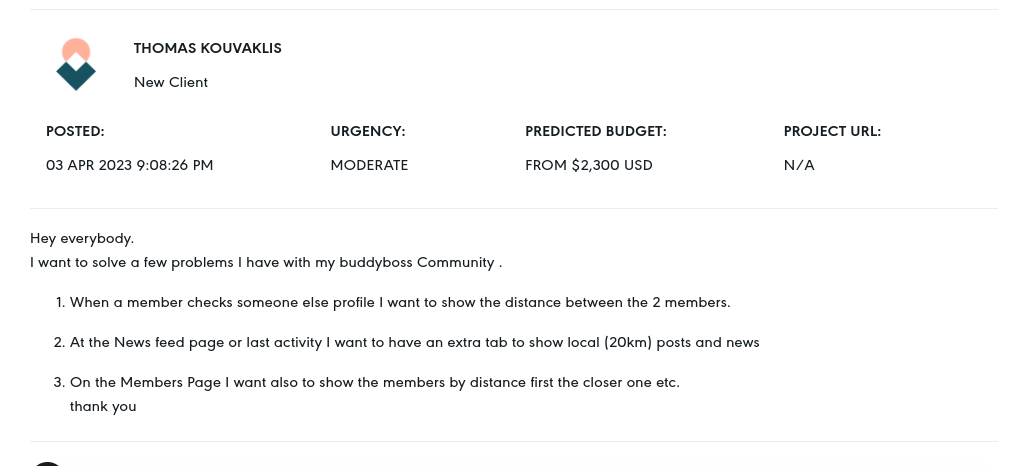 THOMAS KOUVAKLIS
New Client
POSTED: URGENCY: PREDICTED BUDGET: PROJECT URL:
03 APR 2023 9:08:26 PM MODERATE FROM $2,300 USD N/A
Hey everybody.
I want to solve a few problems I have with my buddyboss Community .
1. When a member checks someone else profile I want to show the distance between the 2 members.
2. At the News feed page or last activity I want to have an extra tab to show local (20km) posts and news
3. On the Members Page I want also to show the members by distance first the closer one etc.
thank you